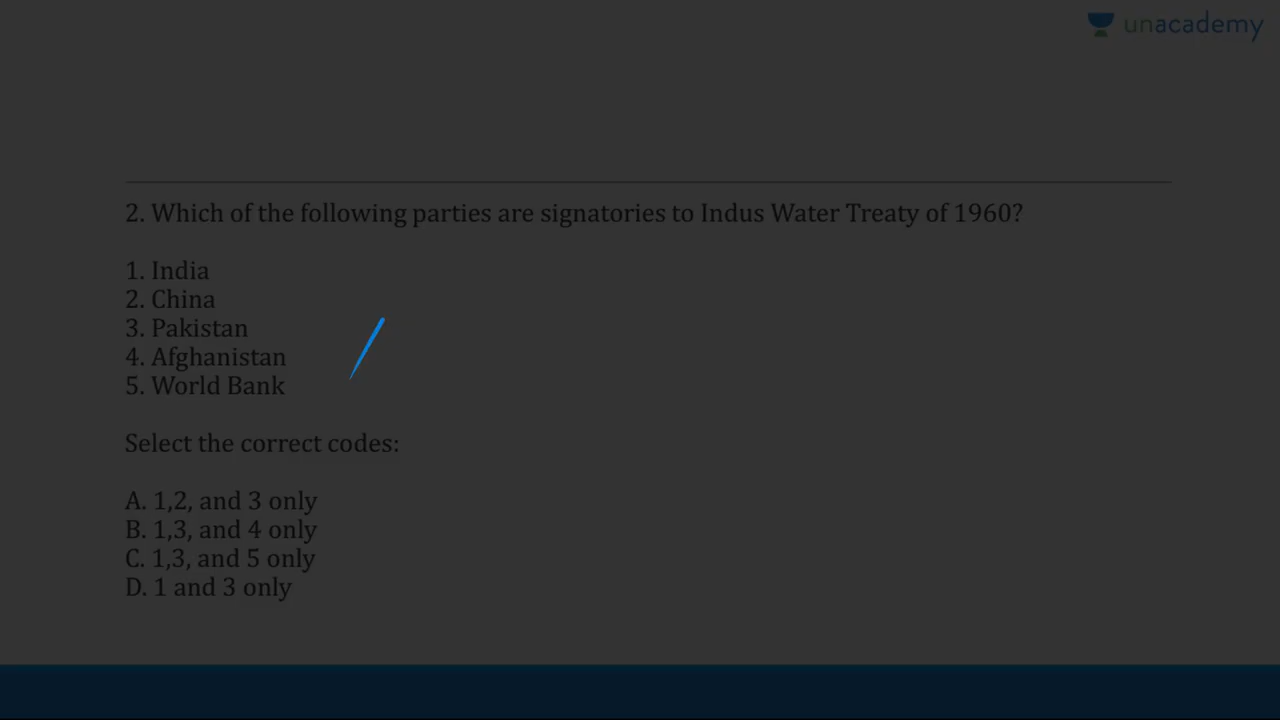 unacademy
2. Which of the following parties are signatories to Indus Water Treaty of 1960?
1. India
2. China
3. Pakistan
4. Afghanistan
5. World Bank
Select the correct codes:
A. 1,2, and 3 only
B. 1,3, and 4 only
C. 1,3, and 5 only
D. 1 and 3 only